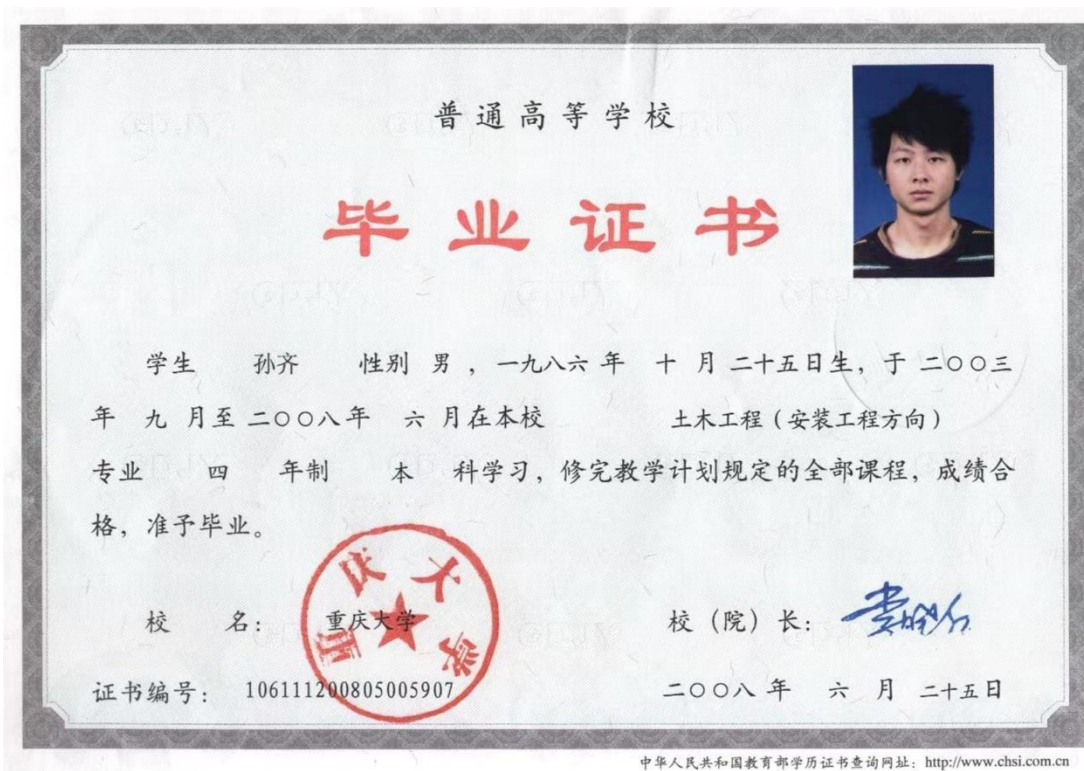 普通高等学校
毕业证书
学生 孙齐 性别 男 ，一九八六 年 十 月 二十五日生，于 二〇〇三
年 九 月至 二〇〇八年 六 月在本校 土木工程（安装工程方向）
专业 四 年制 本 科学习，修完教学计划规定的全部课程，成绩合
格，准予毕业。
重庆大学
校 名： 重庆大学 校（院）长：
证书编号： 106111200805005907 二〇〇八 年 六 月 二十五日
中华人民共和国教育部学历证书查询网址：http://www.chsi.com.cn